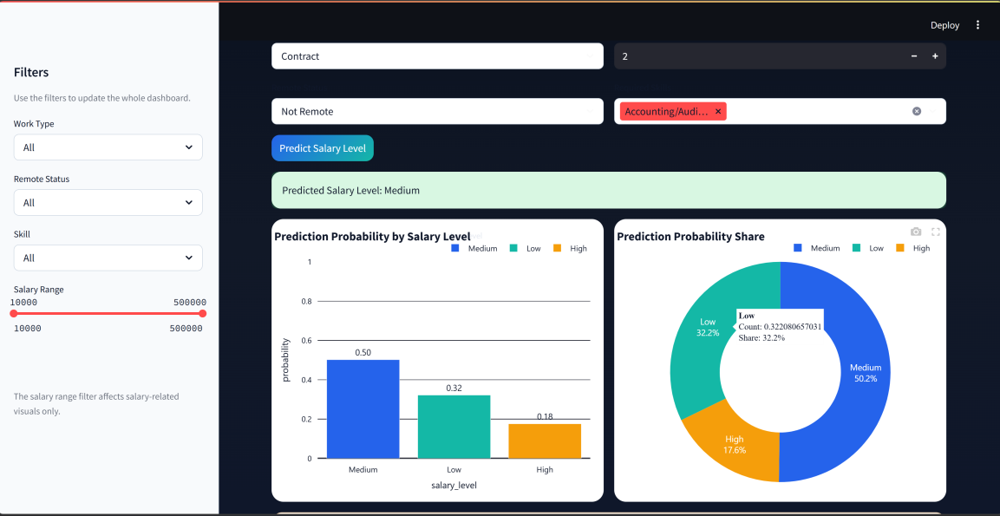 Deploy
Filters
Use the filters to update the whole dashboard.
Work Type
All
Remote Status
All
Skill
All
Salary Range
10000 500000
10000 500000
The salary range filter affects salary-related
visuals only.
Contract
2 − +
Not Remote
Accounting/Audi... ×
Predict Salary Level
Predicted Salary Level: Medium
Prediction Probability by Salary Level
Medium Low High
1
0.8
0.6
0.4
0.2
0
probability
0.50
0.32
0.18
Medium Low High
salary_level
Prediction Probability Share
Medium Low High
Low
32.2%
Low
Count: 0.322080657031
Share: 32.2%
Medium
50.2%
High
17.6%